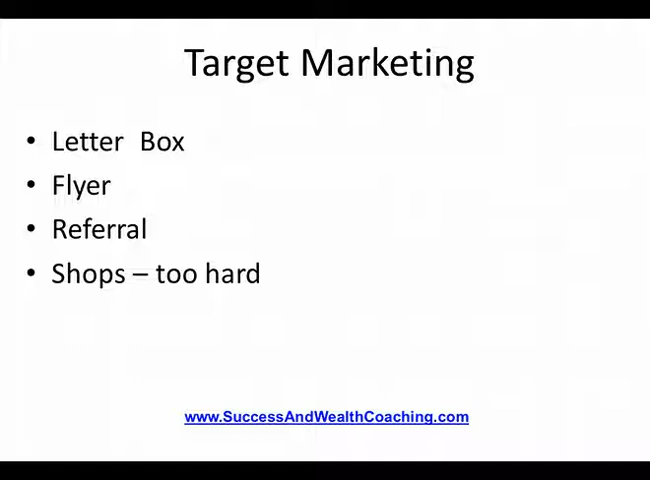 Target Marketing
• Letter Box
• Flyer
• Referral
• Shops – too hard
www.SuccessAndWealthCoaching.com